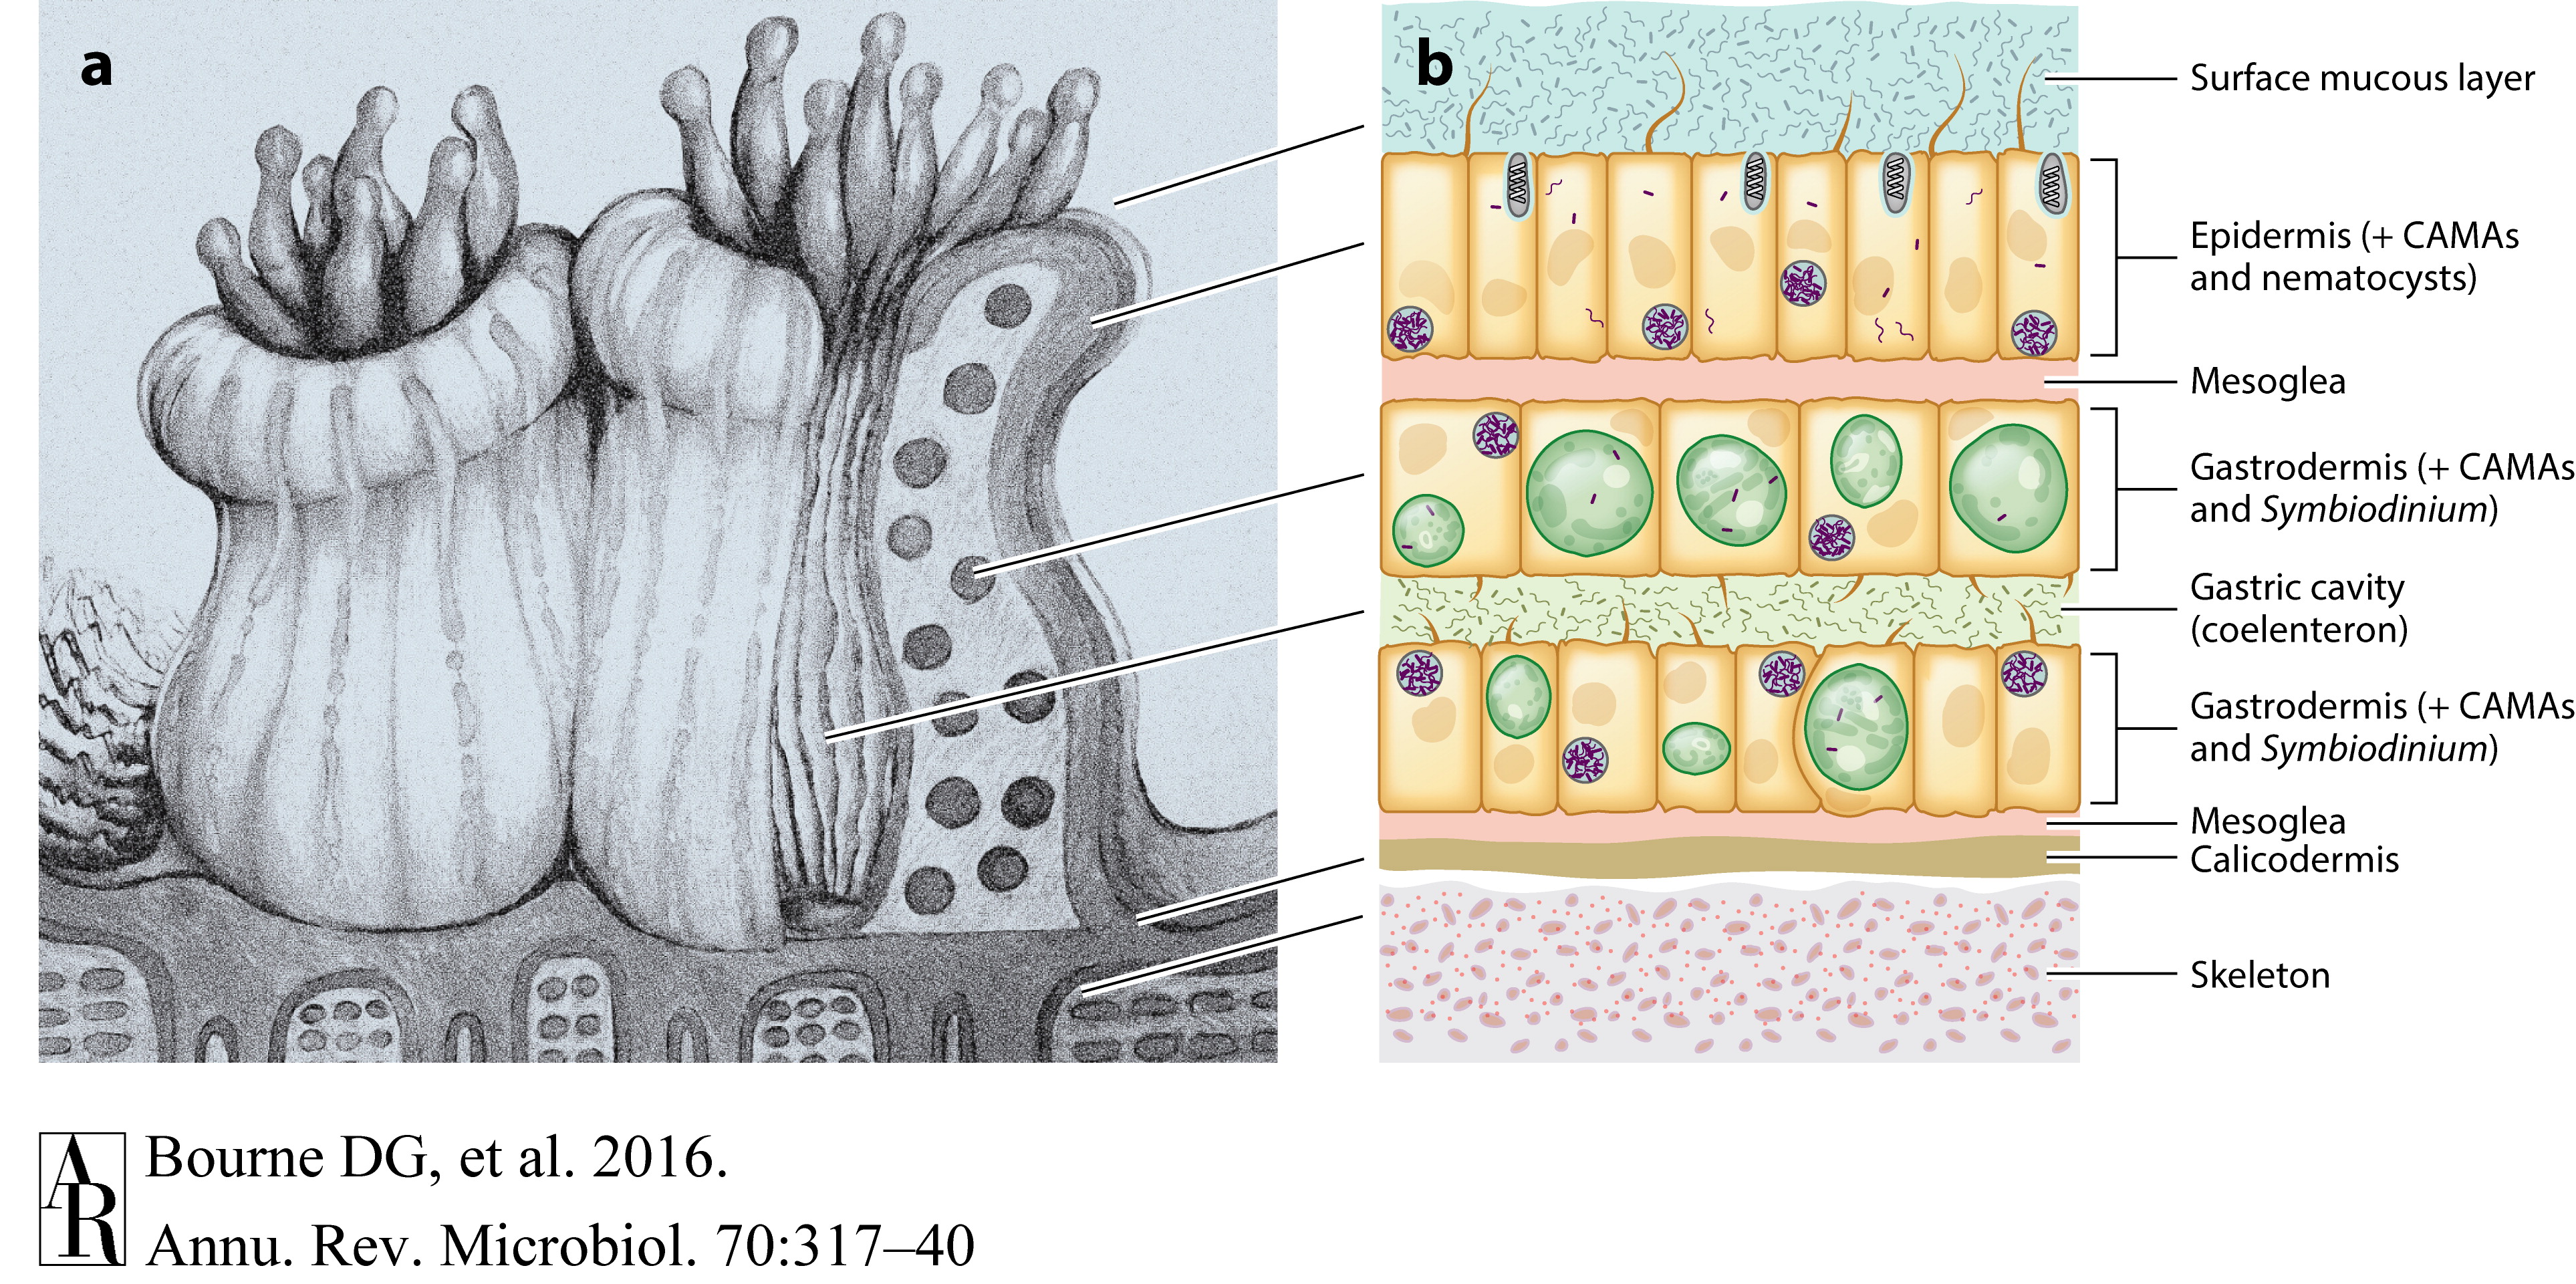 a
b
Surface mucous layer
Epidermis (+ CAMAs
and nematocysts)
Mesoglea
Gastrodermis (+ CAMAs
and Symbiodinium)
Gastric cavity
(coelenteron)
Gastrodermis (+ CAMAs
and Symbiodinium)
Mesoglea
Calicodermis
Skeleton
AR
Bourne DG, et al. 2016.
Annu. Rev. Microbiol. 70:317–40